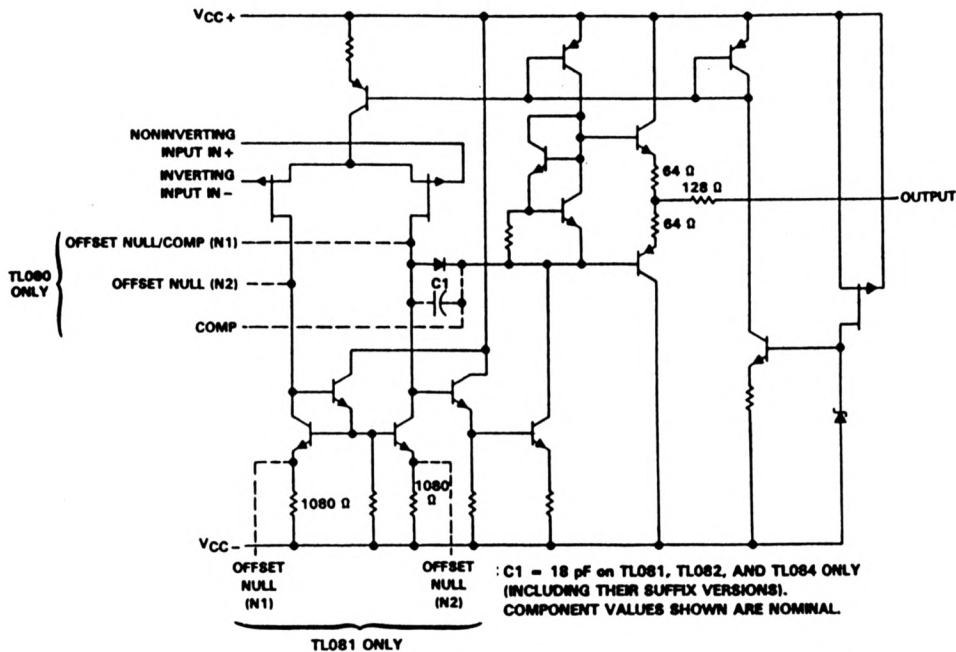 VCC+
NONINVERTING
INPUT IN+
INVERTING
INPUT IN-
64 Ω
128 Ω
OUTPUT
64 Ω
TL080
ONLY
OFFSET NULL/COMP (N1)
OFFSET NULL (N2)
C1
COMP
1080 Ω
1080
Ω
VCC-
OFFSET
NULL
(N1)
OFFSET
NULL
(N2)
TL081 ONLY
: C1 = 18 pF on TL081, TL082, AND TL084 ONLY
(INCLUDING THEIR SUFFIX VERSIONS).
COMPONENT VALUES SHOWN ARE NOMINAL.